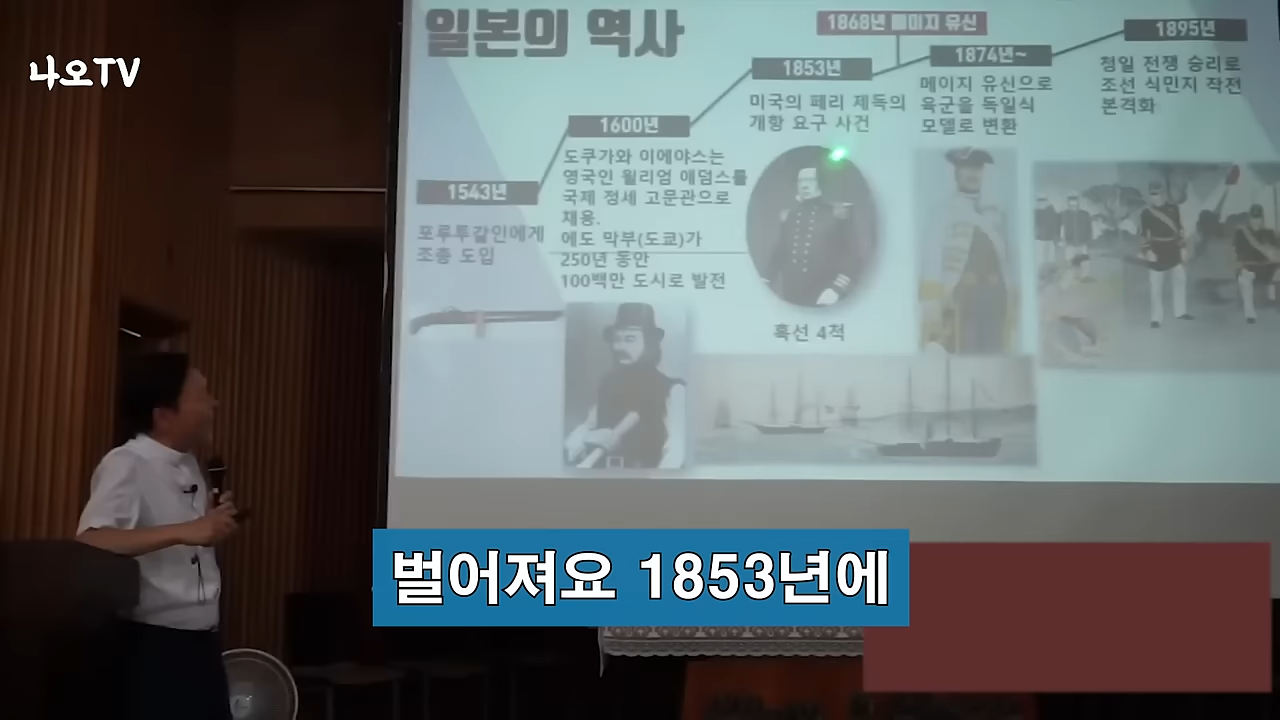 나오TV
일본의 역사
1543년
포루투갈인에게
조총 도입
1600년
도쿠가와 이에야스는
영국인 윌리엄 애덤스를
국제 정세 고문관으로
채용.
에도 막부(도쿄)가
250년 동안
100백만 도시로 발전
1853년
미국의 페리 제독의
개항 요구 사건
흑선 4척
1868년 메이지 유신
1874년~
메이지 유신으로
육군을 독일식
모델로 변환
1895년
청일 전쟁 승리로
조선 식민지 작전
본격화
벌어져요 1853년에